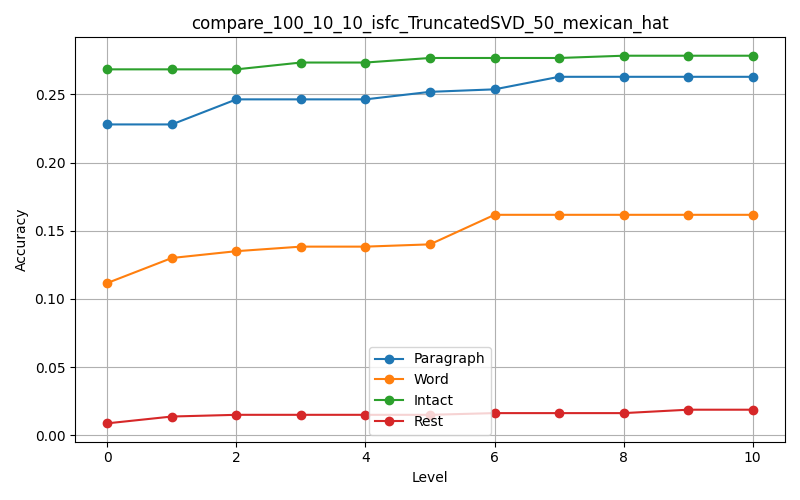 compare_100_10_10_isfc_TruncatedSVD_50_mexican_hat
Accuracy
0.25
0.20
0.15
0.10
0.05
0.00
Paragraph
Word
Intact
Rest
0 2 4 6 8 10
Level